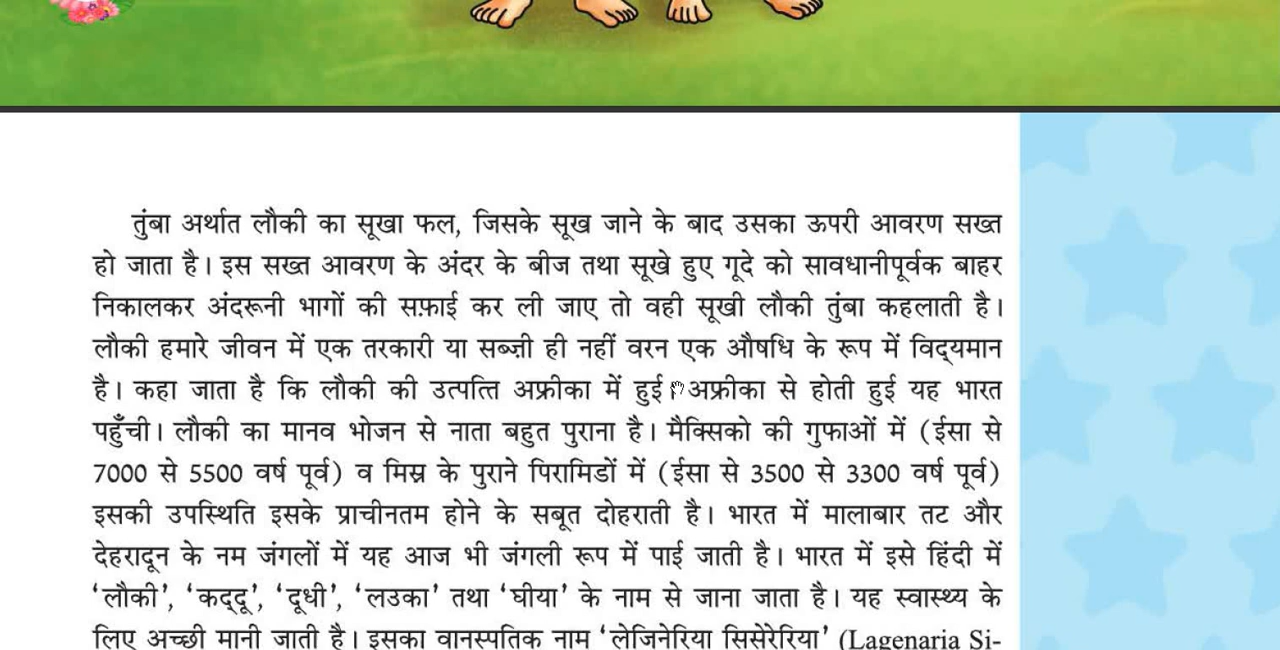 तुंबा अर्थात लौकी का सूखा फल, जिसके सूख जाने के बाद उसका ऊपरी आवरण सख्त
हो जाता है। इस सख्त आवरण के अंदर के बीज तथा सूखे हुए गूदे को सावधानीपूर्वक बाहर
निकालकर अंदरूनी भागों की सफ़ाई कर ली जाए तो वही सूखी लौकी तुंबा कहलाती है।
लौकी हमारे जीवन में एक तरकारी या सब्ज़ी ही नहीं वरन एक औषधि के रूप में विद्यमान
है। कहा जाता है कि लौकी की उत्पत्ति अफ्रीका में हुई। अफ्रीका से होती हुई यह भारत
पहुँची। लौकी का मानव भोजन से नाता बहुत पुराना है। मैक्सिको की गुफाओं में (ईसा से
7000 से 5500 वर्ष पूर्व) व मिस्र के पुराने पिरामिडों में (ईसा से 3500 से 3300 वर्ष पूर्व)
इसकी उपस्थिति इसके प्राचीनतम होने के सबूत दोहराती है। भारत में मालाबार तट और
देहरादून के नम जंगलों में यह आज भी जंगली रूप में पाई जाती है। भारत में इसे हिंदी में
‘लौकी’, ‘कद्दू’, ‘दूधी’, ‘लउका’ तथा ‘घीया’ के नाम से जाना जाता है। यह स्वास्थ्य के
लिए अच्छी मानी जाती है। इसका वानस्पतिक नाम ‘लेजिनेरिया सिसेरेरिया’ (Lagenaria Si-